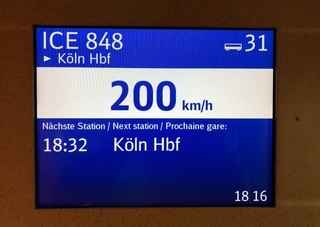 ICE 848 31
► Köln Hbf
200 km/h
Nächste Station / Next station / Prochaine gare:
18:32 Köln Hbf
18 16